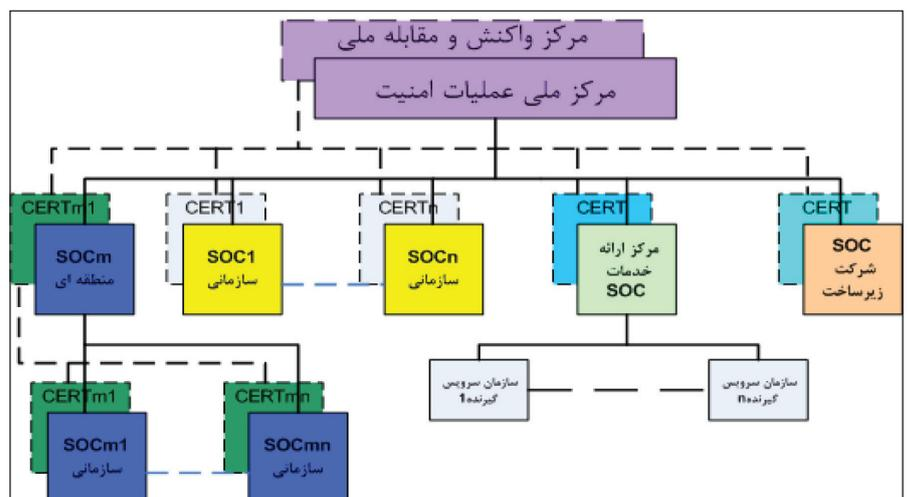 مرکز واکنش و مقابله ملی
مرکز ملی عملیات امنیت
CERTm1
CERT1
CERTn
CERT
CERT
SOCm
منطقه ای
SOC1
سازمانی
SOCn
سازمانی
مرکز ارائه
خدمات
SOC
SOC
شرکت
زیرساخت
سازمان سرویس
گیرنده1
سازمان سرویس
گیرندهn
CERTm1
CERTmn
SOCm1
سازمانی
SOCmn
سازمانی